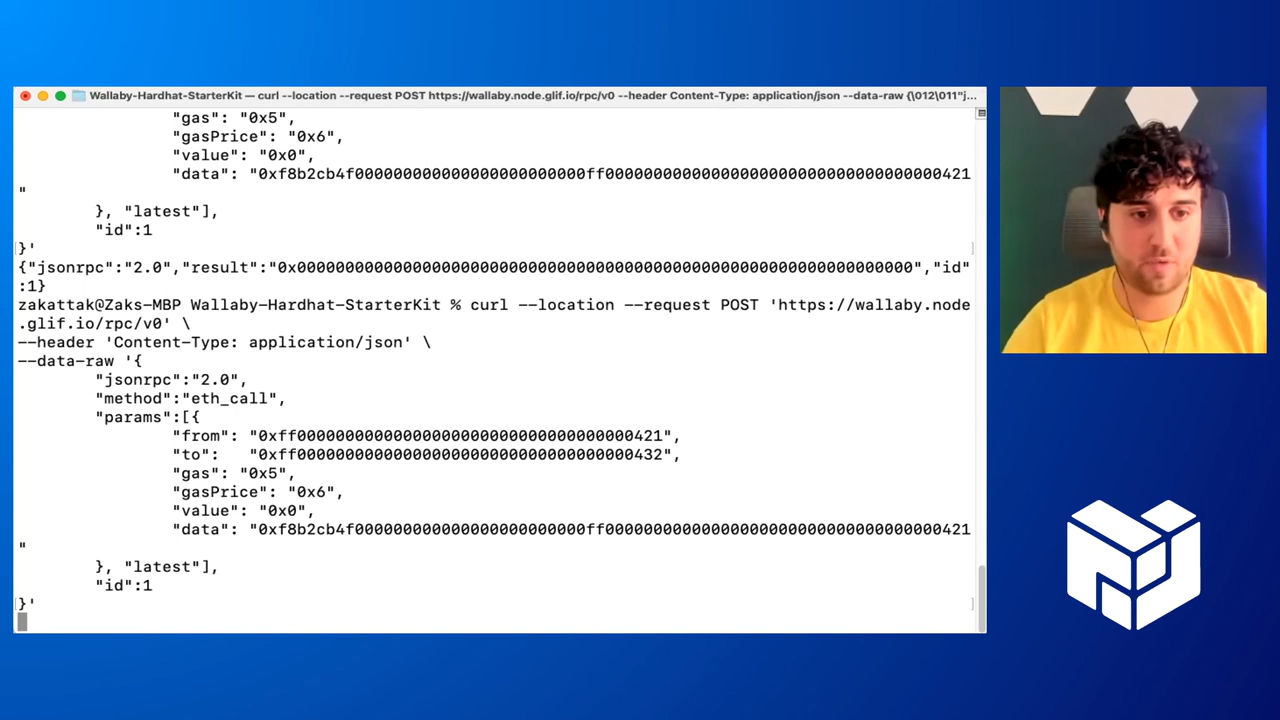 Wallaby-Hardhat-StarterKit — curl --location --request POST https://wallaby.node.glif.io/rpc/v0 --header Content-Type: application/json --data-raw {\012\011"j...
"gas": "0x5",
"gasPrice": "0x6",
"value": "0x0",
"data": "0xf8b2cb4f000000000000000000000000ff00000000000000000000000000000000000421
"
}, "latest"],
"id":1
}'
{"jsonrpc":"2.0","result":"0x0000000000000000000000000000000000000000000000000000000000000000","id"
:1}
zakattak@Zaks-MBP Wallaby-Hardhat-StarterKit % curl --location --request POST 'https://wallaby.node
.glif.io/rpc/v0' \
--header 'Content-Type: application/json' \
--data-raw '{
"jsonrpc":"2.0",
"method":"eth_call",
"params":[{
"from": "0xff00000000000000000000000000000000000421",
"to":   "0xff00000000000000000000000000000000000432",
"gas": "0x5",
"gasPrice": "0x6",
"value": "0x0",
"data": "0xf8b2cb4f000000000000000000000000ff00000000000000000000000000000000000421
"
}, "latest"],
"id":1
}'